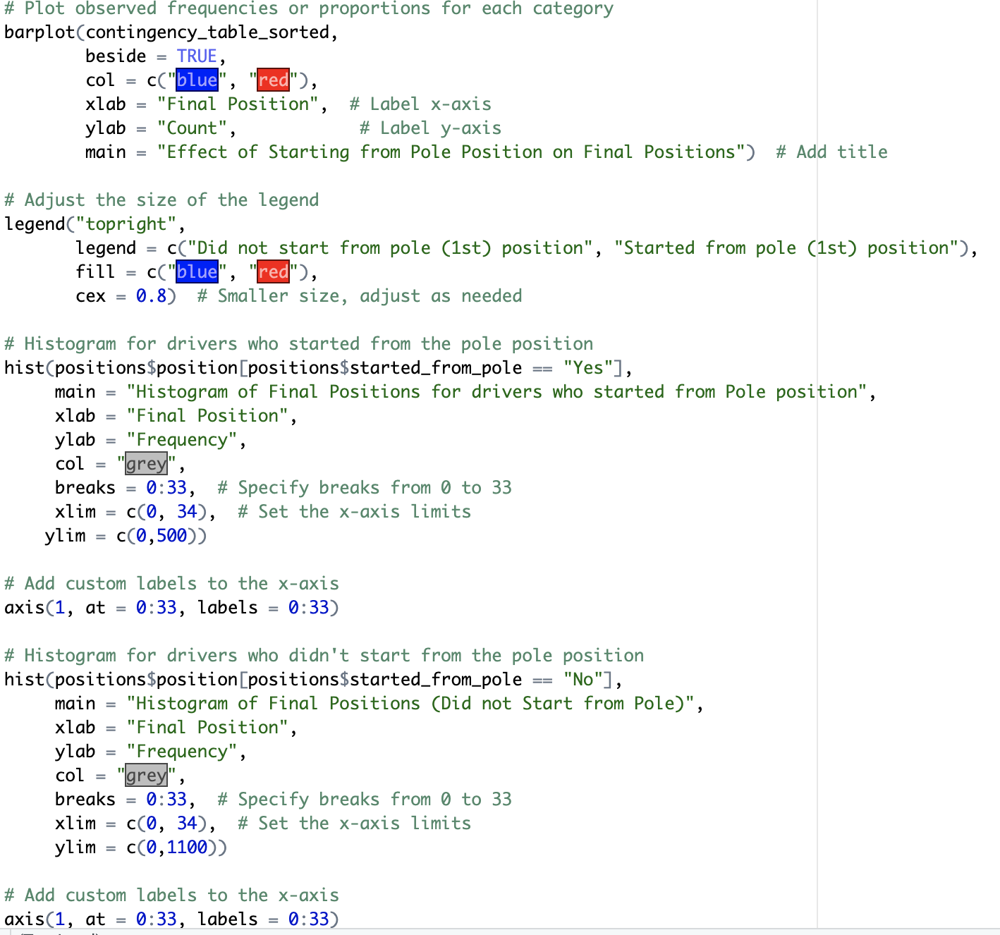 # Plot observed frequencies or proportions for each category
barplot(contingency_table_sorted,
        beside = TRUE,
        col = c("blue", "red"),
        xlab = "Final Position",  # Label x-axis
        ylab = "Count",            # Label y-axis
        main = "Effect of Starting from Pole Position on Final Positions")  # Add title

# Adjust the size of the legend
legend("topright",
       legend = c("Did not start from pole (1st) position", "Started from pole (1st) position"),
       fill = c("blue", "red"),
       cex = 0.8)  # Smaller size, adjust as needed

# Histogram for drivers who started from the pole position
hist(positions$position[positions$started_from_pole == "Yes"],
     main = "Histogram of Final Positions for drivers who started from Pole position",
     xlab = "Final Position",
     ylab = "Frequency",
     col = "grey",
     breaks = 0:33,  # Specify breaks from 0 to 33
     xlim = c(0, 34),  # Set the x-axis limits
    ylim = c(0,500))

# Add custom labels to the x-axis
axis(1, at = 0:33, labels = 0:33)

# Histogram for drivers who didn't start from the pole position
hist(positions$position[positions$started_from_pole == "No"],
     main = "Histogram of Final Positions (Did not Start from Pole)",
     xlab = "Final Position",
     ylab = "Frequency",
     col = "grey",
     breaks = 0:33,  # Specify breaks from 0 to 33
     xlim = c(0, 34),  # Set the x-axis limits
     ylim = c(0,1100))

# Add custom labels to the x-axis
axis(1, at = 0:33, labels = 0:33)